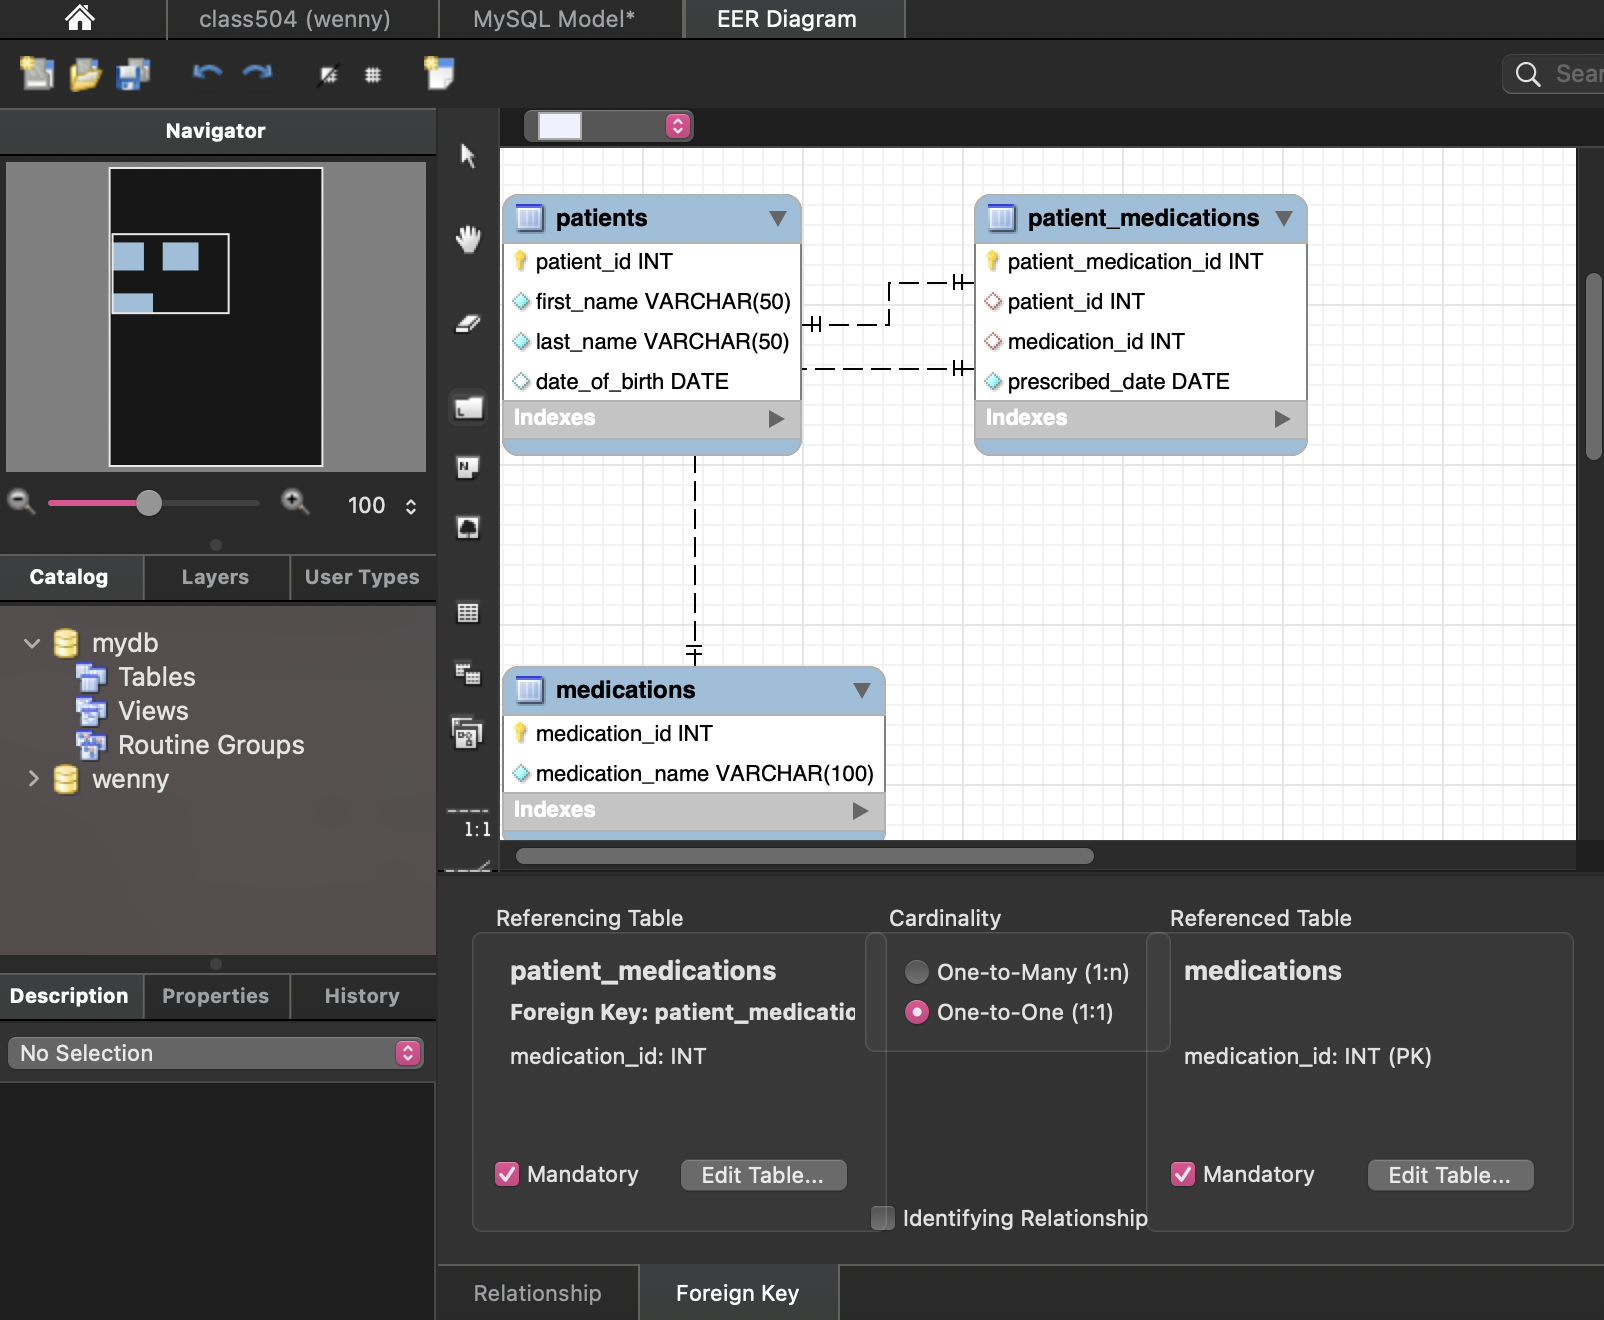 class504 (wenny)
MySQL Model*
EER Diagram
Navigator
100
Catalog
Layers
User Types
mydb
Tables
Views
Routine Groups
wenny
Description
Properties
History
No Selection
1:1
patients
patient_id INT
first_name VARCHAR(50)
last_name VARCHAR(50)
date_of_birth DATE
Indexes
patient_medications
patient_medication_id INT
patient_id INT
medication_id INT
prescribed_date DATE
Indexes
medications
medication_id INT
medication_name VARCHAR(100)
Indexes
Referencing Table
patient_medications
Foreign Key:
medication_id: INT
Mandatory
Edit Table...
Cardinality
One-to-Many (1:n)
One-to-One (1:1)
Identifying Relationship
Referenced Table
medications
medication_id: INT (PK)
Mandatory
Edit Table...
Relationship
Foreign Key